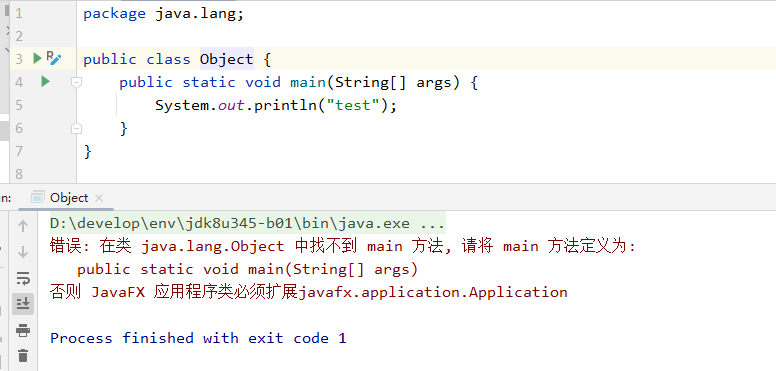 1 package java.lang;
2
3 public class Object {
4 public static void main(String[] args) {
5 System.out.println("test");
6 }
7 }
8
n: Object ×
D:\develop\env\jdk8u345-b01\bin\java.exe ...
错误: 在类 java.lang.Object 中找不到 main 方法, 请将 main 方法定义为:
public static void main(String[] args)
否则 JavaFX 应用程序类必须扩展javafx.application.Application
Process finished with exit code 1